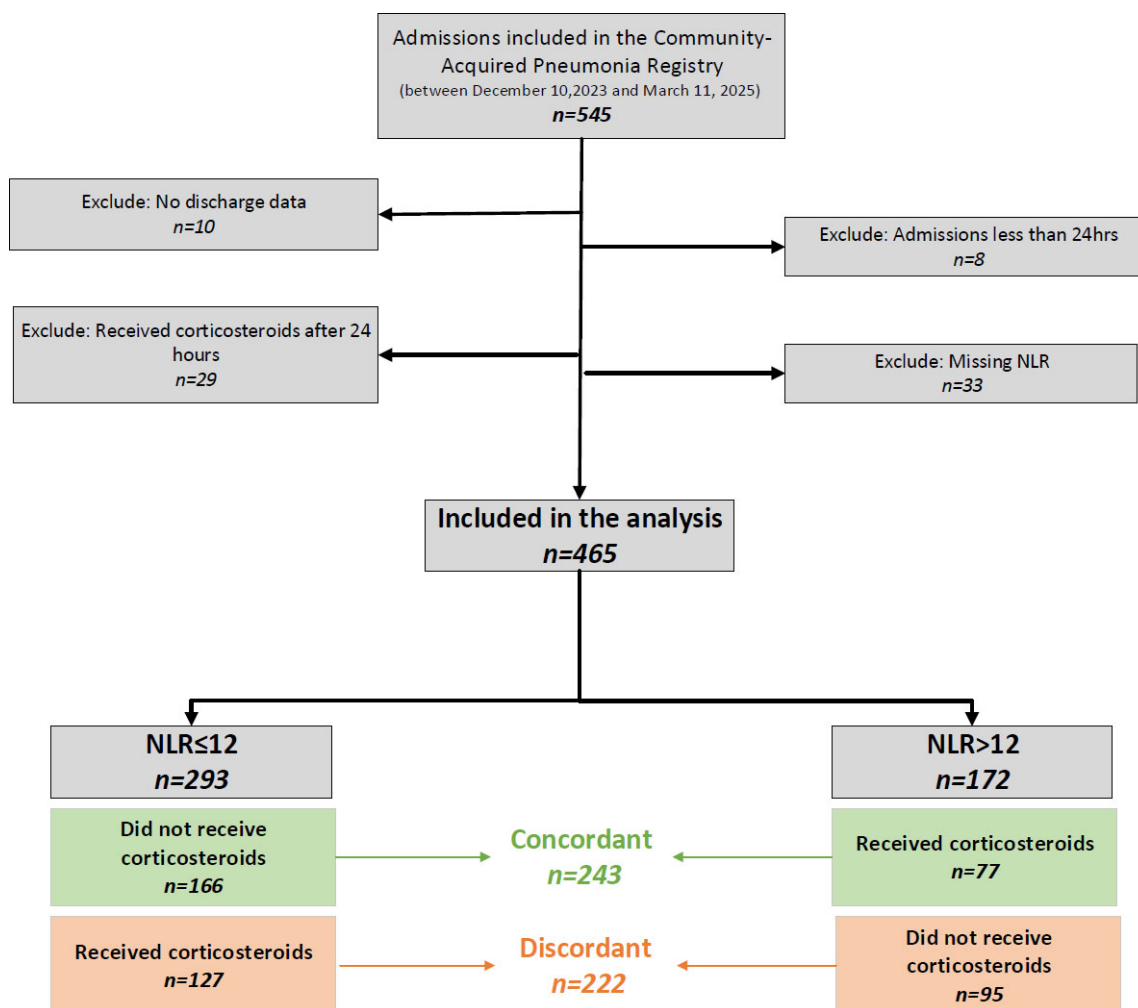 Admissions included in the Community-
Acquired Pneumonia Registry
(between December 10,2023 and March 11, 2025)
n=545
Exclude: No discharge data
n=10
Exclude: Admissions less than 24hrs
n=8
Exclude: Received corticosteroids after 24
hours
n=29
Exclude: Missing NLR
n=33
Included in the analysis
n=465
NLR≤12
n=293
NLR>12
n=172
Did not receive
corticosteroids
n=166
Concordant
n=243
Received corticosteroids
n=77
Received corticosteroids
n=127
Discordant
n=222
Did not receive
corticosteroids
n=95